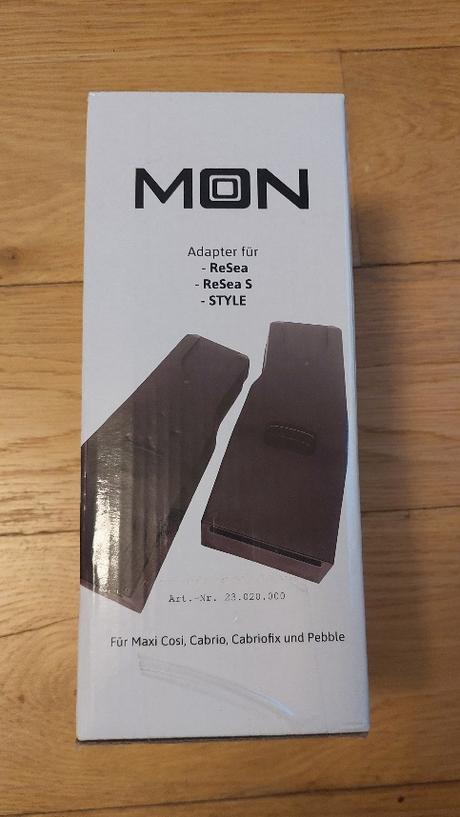 MON
Adapter für
- ReSea
- ReSea S
- STYLE
Art.-Nr. 23.020.000
Für Maxi Cosi, Cabrio, Cabriofix und Pebble